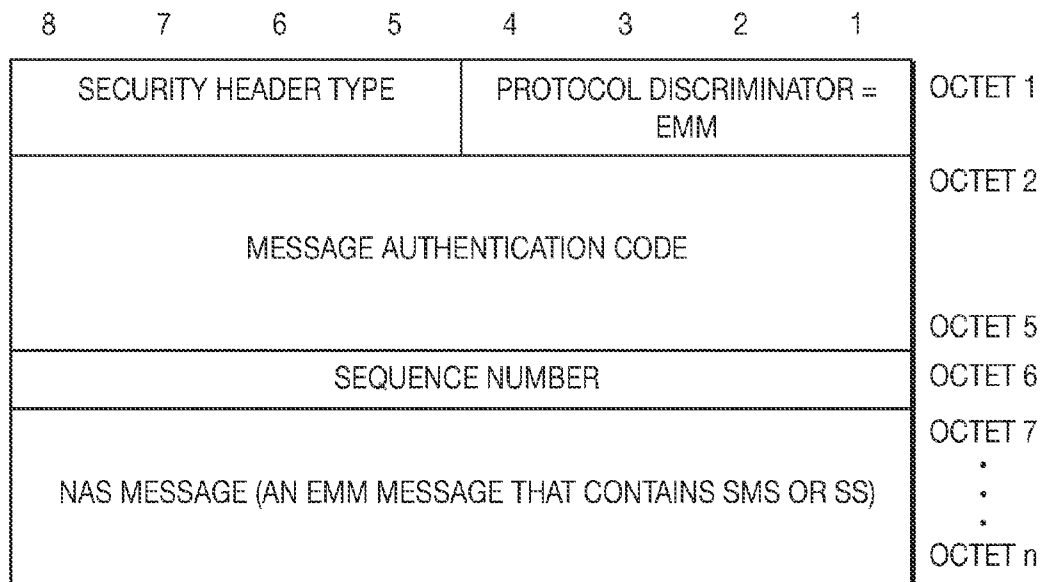 8 7 6 5 4 3 2 1
SECURITY HEADER TYPE
PROTOCOL DISCRIMINATOR =
EMM
OCTET 1
OCTET 2
MESSAGE AUTHENTICATION CODE
OCTET 5
SEQUENCE NUMBER
OCTET 6
OCTET 7
NAS MESSAGE (AN EMM MESSAGE THAT CONTAINS SMS OR SS)
OCTET n